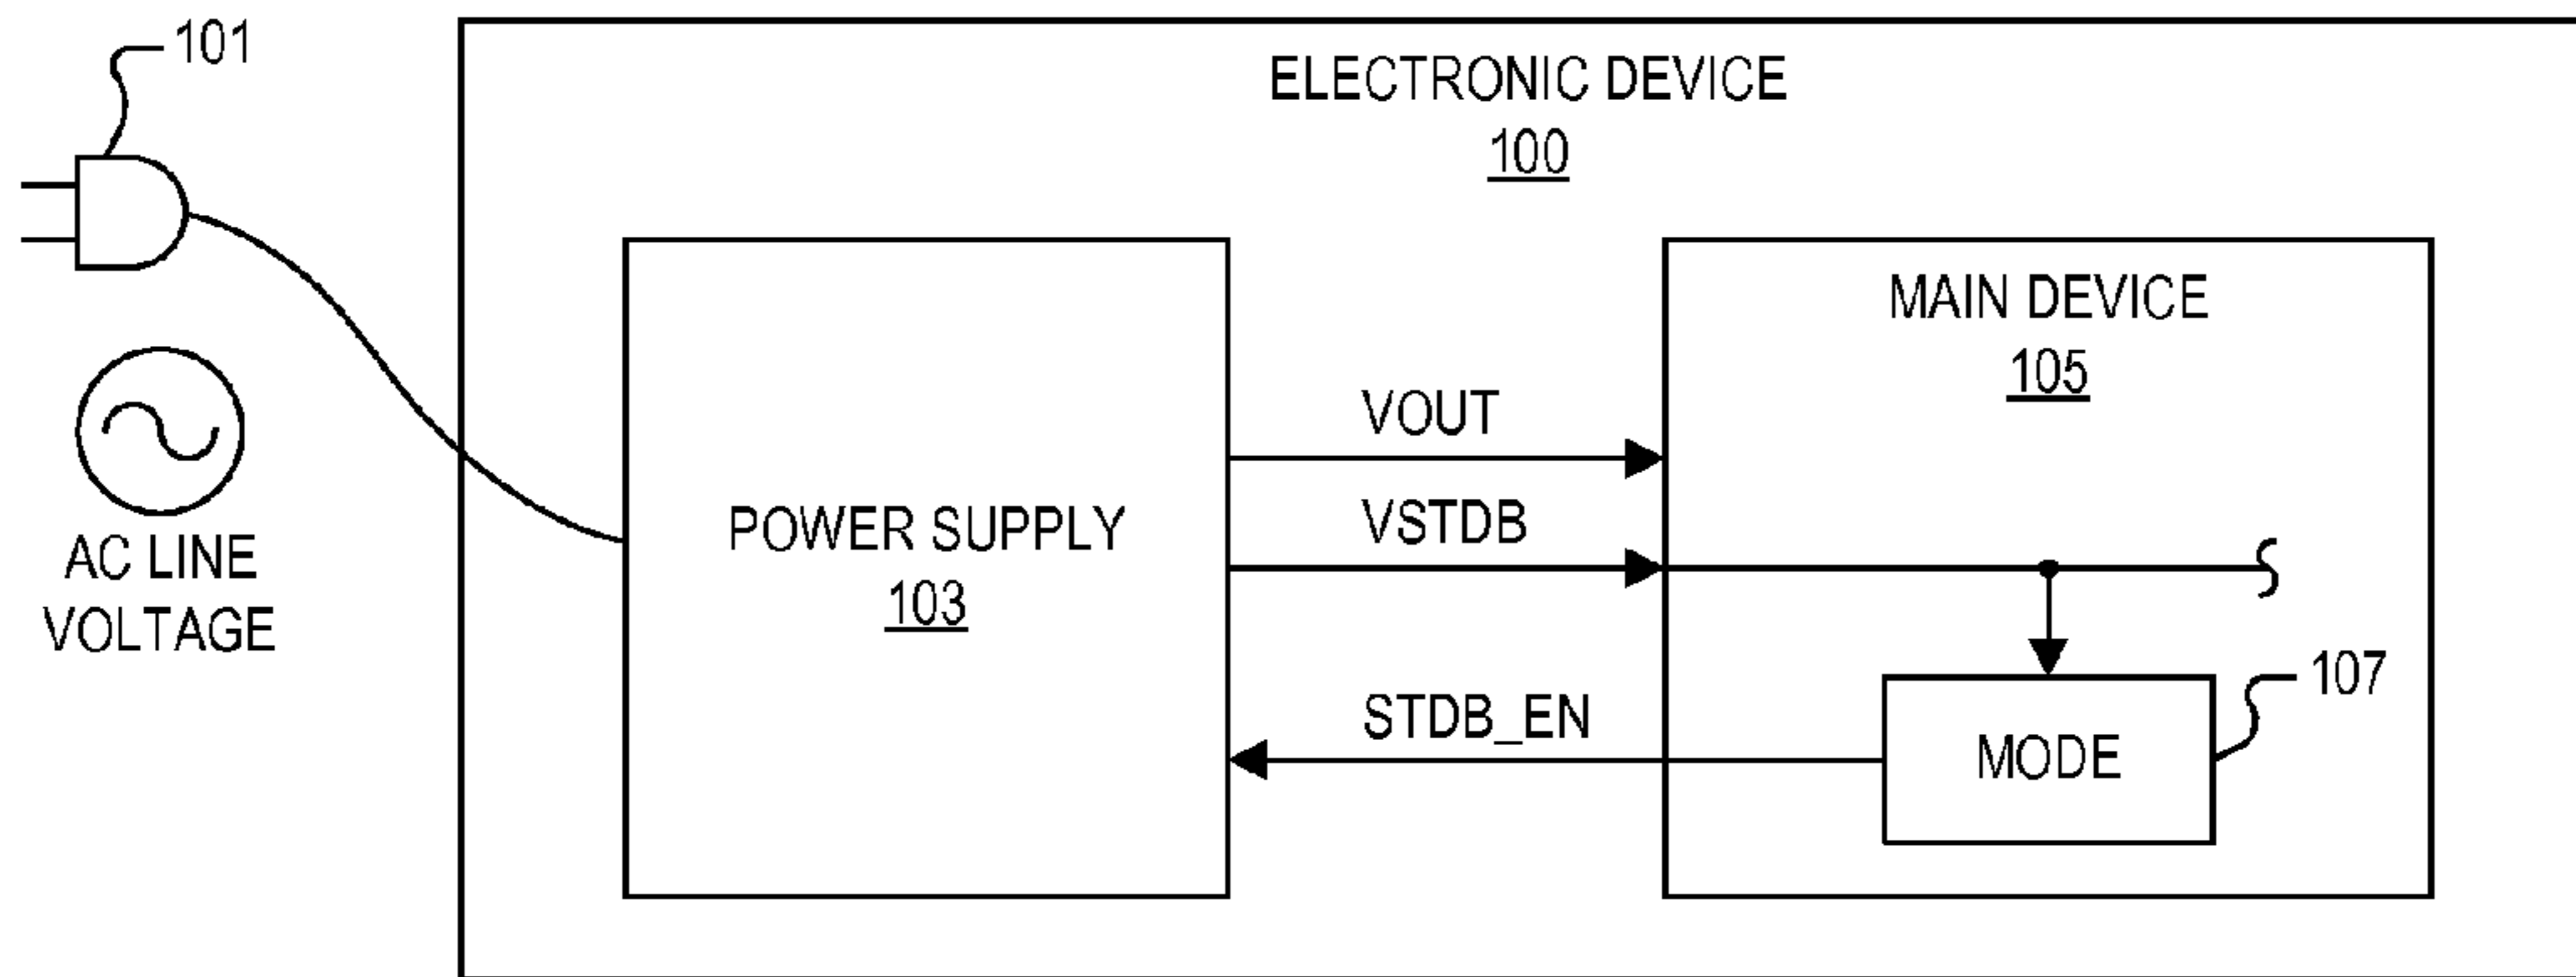 101
ELECTRONIC DEVICE
100
AC LINE
VOLTAGE
POWER SUPPLY
103
VOUT
VSTDB
STDB_EN
MAIN DEVICE
105
MODE
107